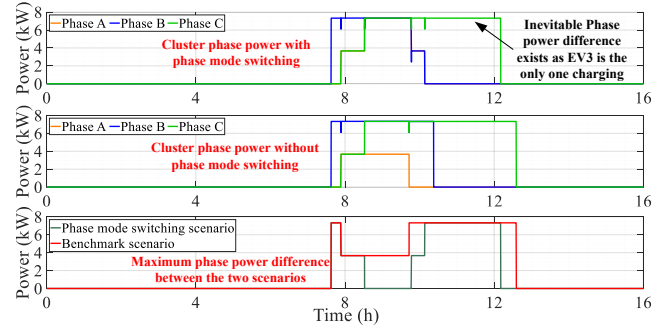 8
6
4
2
0
Power (kW)
Phase A Phase B Phase C
Cluster phase power with
phase mode switching
Inevitable Phase
power difference
exists as EV3 is the
only one charging
0 4 8 12 16
8
6
4
2
0
Power (kW)
Phase A Phase B Phase C
Cluster phase power without
phase mode switching
0 4 8 12 16
8
6
4
2
0
Power (kW)
Phase mode switching scenario
Benchmark scenario
Maximum phase power difference
between the two scenarios
0 4 8 12 16
Time (h)